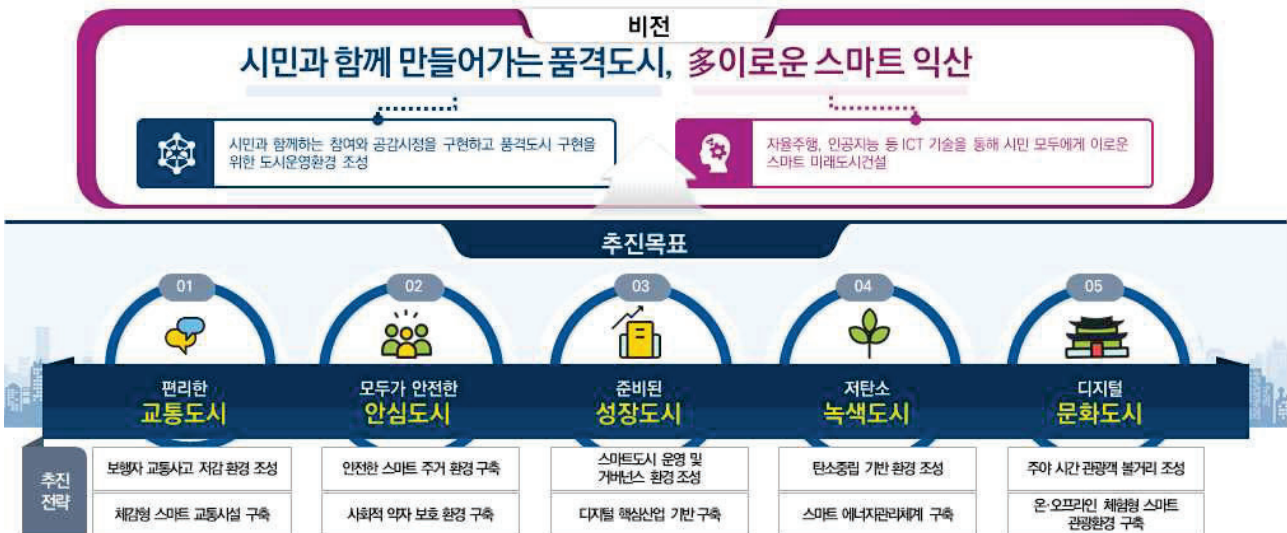 비전
시민과 함께 만들어가는 품격도시, 多이로운 스마트 익산
시민과 함께하는 참여와 공감시정을 구현하고 품격도시 구현을
위한 도시운영환경 조성
자율주행, 인공지능 등 ICT 기술을 통해 시민 모두에게 이로운
스마트 미래도시건설
추진목표
01
편리한
교통도시
02
모두가 안전한
안심도시
03
준비된
성장도시
04
저탄소
녹색도시
05
디지털
문화도시
추진
전략
보행자 교통사고 저감 환경 조성
안전한 스마트 주거 환경 구축
스마트도시 운영 및
거버넌스 환경 조성
탄소중립 기반 환경 조성
주야 시간 관광객 볼거리 조성
체감형 스마트 교통시설 구축
사회적 약자 보호 환경 구축
디지털 핵심산업 기반 구축
스마트 에너지관리체계 구축
온·오프라인 체험형 스마트
관광환경 구축